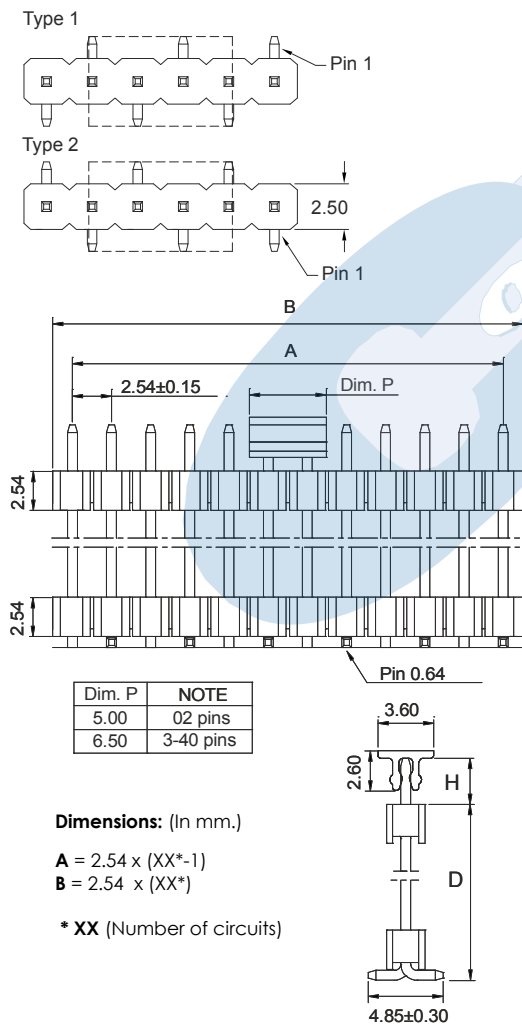 Type 1
Pin 1
Type 2
2.50
Pin 1
B
A
2.54±0.15
Dim. P
2.54
2.54
Pin 0.64
Dim. P NOTE
5.00 02 pins
6.50 3-40 pins
3.60
2.60
H
D
4.85±0.30
Dimensions: (In mm.)
A = 2.54 x (XX*-1)
B = 2.54 x (XX*)
* XX (Number of circuits)